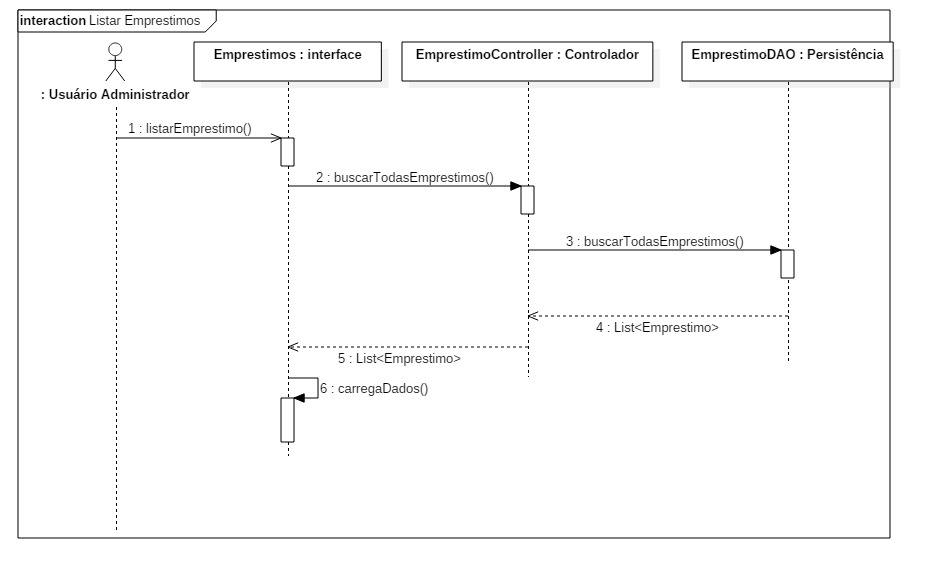 interaction Listar Emprestimos
Emprestimos : interface
EmprestimoController : Controlador
EmprestimoDAO : Persistência
: Usuário Administrador
1 : listarEmprestimo()
2 : buscarTodasEmprestimos()
3 : buscarTodasEmprestimos()
4 : List<Emprestimo>
5 : List<Emprestimo>
6 : carregaDados()